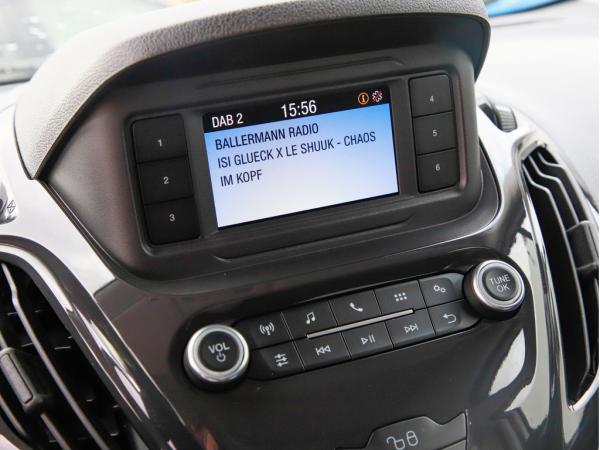 DAB 2 15:56
BALLERMANN RADIO
ISI GLUECK X LE SHUUK - CHAOS
IM KOPF
1
2
3
4
5
6
VOL
TUNE
OK